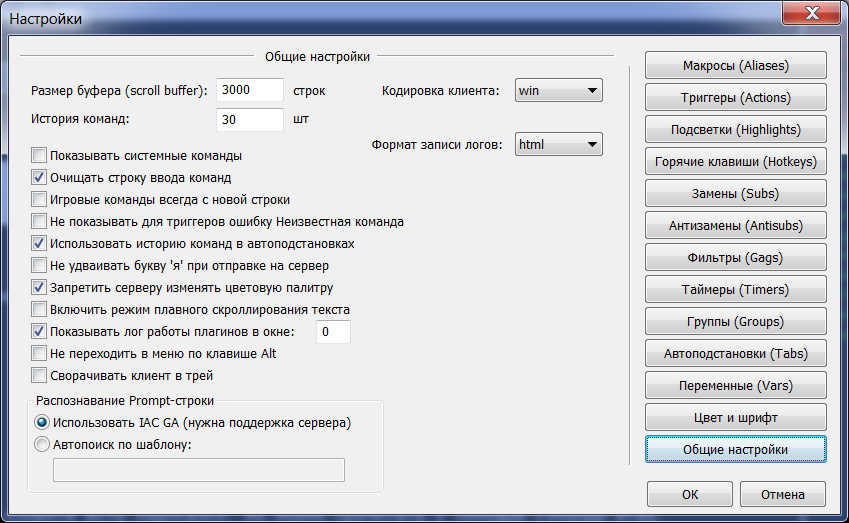 Настройки
Общие настройки
Размер буфера (scroll buffer): 3000 строк
Кодировка клиента: win
История команд: 30 шт
Формат записи логов: html
Показывать системные команды
Очищать строку ввода команд
Игровые команды всегда с новой строки
Не показывать для триггеров ошибку Неизвестная команда
Использовать историю команд в автоподстановках
Не удваивать букву 'я' при отправке на сервер
Запретить серверу изменять цветовую палитру
Включить режим плавного скроллирования текста
Показывать лог работы плагинов в окне: 0
Не переходить в меню по клавише Alt
Сворачивать клиент в трей
Распознавание Prompt-строки
Использовать IAC GA (нужна поддержка сервера)
Автопоиск по шаблону:
Макросы (Aliases)
Триггеры (Actions)
Подсветки (Highlights)
Горячие клавиши (Hotkeys)
Замены (Subs)
Антизамены (Antisubs)
Фильтры (Gags)
Таймеры (Timers)
Группы (Groups)
Автоподстановки (Tabs)
Переменные (Vars)
Цвет и шрифт
Общие настройки
OK
Отмена